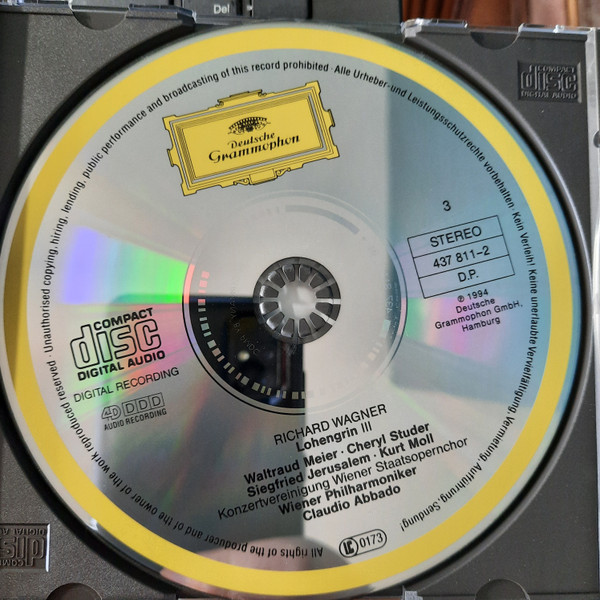 Del
COMPACT
disc
DIGITAL AUDIO
Unauthorised copying, hiring, lending, public performance and broadcasting of this record prohibited · Alle Urheber- und Leistungsschutzrechte vorbehalten · Kein Verleih! Keine unerlaubte Vervielfältigung, Vermietung, Aufführung, Sendung!
All rights of the producer and of the owner of the work reproduced reserved ·
Deutsche
Grammophon
3
STEREO
437 811-2
D.P.
℗ 1994
Deutsche
Grammophon GmbH,
Hamburg
COMPACT
disc
DIGITAL AUDIO
DIGITAL RECORDING
4D DDD
AUDIO RECORDING
RICHARD WAGNER
Lohengrin III
Waltraud Meier · Cheryl Studer
Siegfried Jerusalem · Kurt Moll
Konzertvereinigung Wiener Staatsopernchor
Wiener Philharmoniker
Claudio Abbado
LC 0173